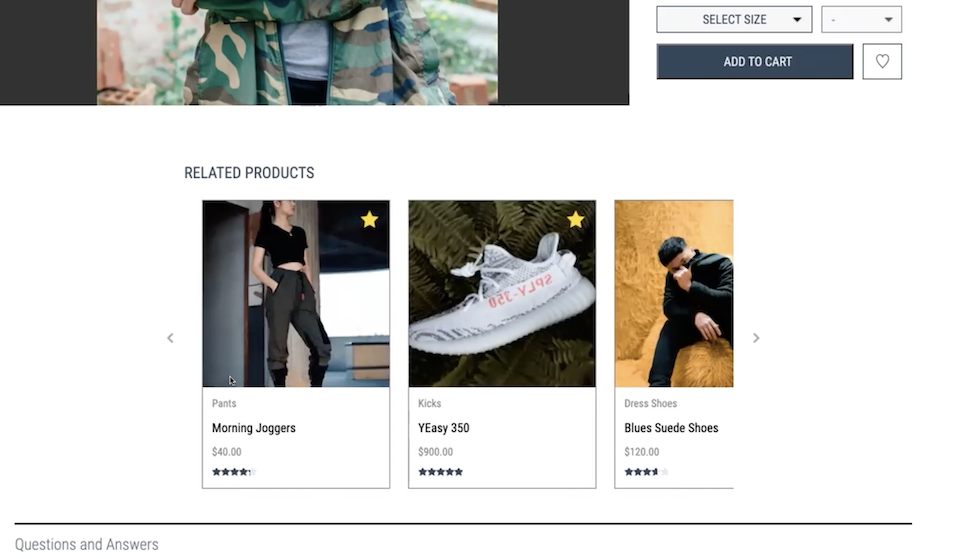 SELECT SIZE
-
ADD TO CART
RELATED PRODUCTS
SPLY-350
Pants
Morning Joggers
$40.00
Kicks
YEasy 350
$900.00
Dress Shoes
Blues Suede Shoes
$120.00
Questions and Answers